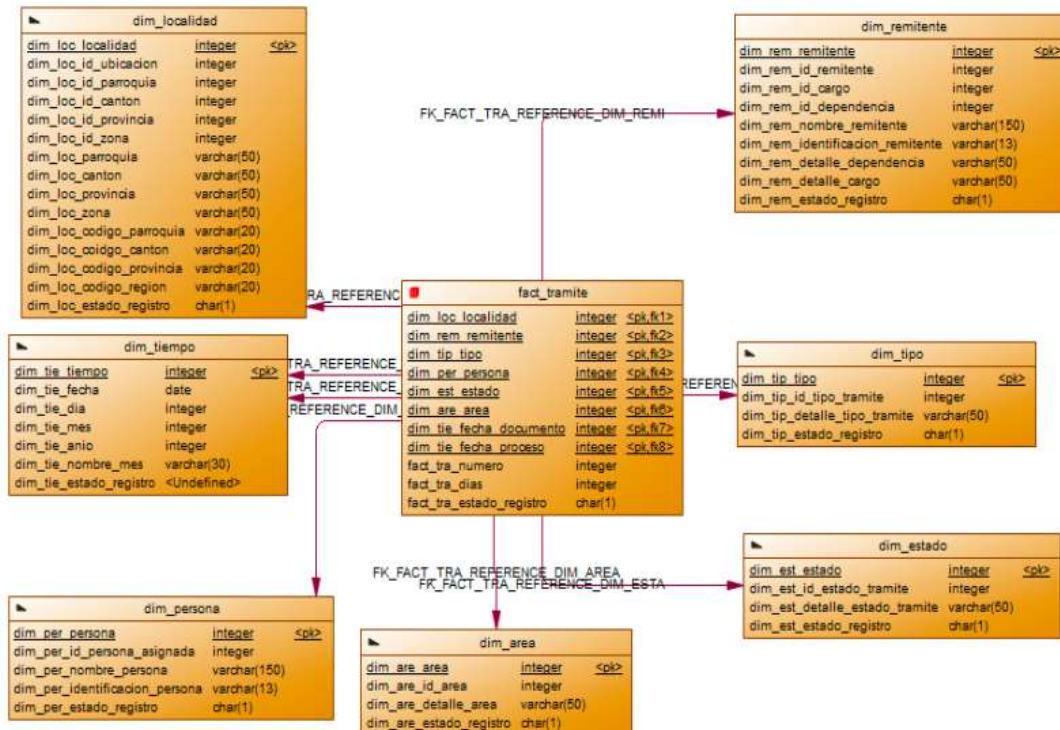 dim_localidad
dim_loc_localidad integer <pk>
dim_loc_id_ubicacion integer
dim_loc_id_parroquia integer
dim_loc_id_canton integer
dim_loc_id_provincia integer
dim_loc_id_zona integer
dim_loc_parroquia varchar(50)
dim_loc_canton varchar(50)
dim_loc_provincia varchar(50)
dim_loc_zona varchar(50)
dim_loc_codigo_parroquia varchar(20)
dim_loc_coidgo_canton varchar(20)
dim_loc_codigo_provincia varchar(20)
dim_loc_codigo_region varchar(20)
dim_loc_estado_registro char(1)
dim_remitente
dim_rem_remitente integer <pk>
dim_rem_id_remitente integer
dim_rem_id_cargo integer
dim_rem_id_dependencia integer
dim_rem_nombre_remitente varchar(150)
dim_rem_identificacion_remitente varchar(13)
dim_rem_detalle_dependencia varchar(50)
dim_rem_detalle_cargo varchar(50)
dim_rem_estado_registro char(1)
FK_FACT_TRA_REFERENCE_DIM_REMI
RA_REFERENC
fact_tramite
dim_loc_localidad integer <pk,fk1>
dim_rem_remitente integer <pk,fk2>
dim_tip_tipo integer <pk,fk3>
dim_per_persona integer <pk,fk4>
dim_est_estado integer <pk,fk5>
dim_are_area integer <pk,fk6>
dim_tie_fecha_documento integer <pk,fk7>
dim_tie_fecha_proceso integer <pk,fk8>
fact_tra_numero integer
fact_tra_dias integer
fact_tra_estado_registro char(1)
dim_tiempo
dim_tie_tiempo integer <pk>
dim_tie_fecha date
dim_tie_dia integer
dim_tie_mes integer
dim_tie_anio integer
dim_tie_nombre_mes varchar(30)
dim_tie_estado_registro <Undefined>
TRA_REFERENCE_
TRA_REFERENCE_
REFERENCE_DIM_
REFEREN
dim_tipo
dim_tip_tipo integer <pk>
dim_tip_id_tipo_tramite integer
dim_tip_detalle_tipo_tramite varchar(50)
dim_tip_estado_registro char(1)
FK_FACT_TRA_REFERENCE_DIM_AREA
FK_FACT_TRA_REFERENCE_DIM_ESTA
dim_estado
dim_est_estado integer <pk>
dim_est_id_estado_tramite integer
dim_est_detalle_estado_tramite varchar(50)
dim_est_estado_registro char(1)
dim_persona
dim_per_persona integer <pk>
dim_per_id_persona_asignada integer
dim_per_nombre_persona varchar(150)
dim_per_identificacion_persona varchar(13)
dim_per_estado_registro char(1)
dim_area
dim_are_area integer <pk>
dim_are_id_area integer
dim_are_detalle_area varchar(50)
dim_are_estado_registro char(1)